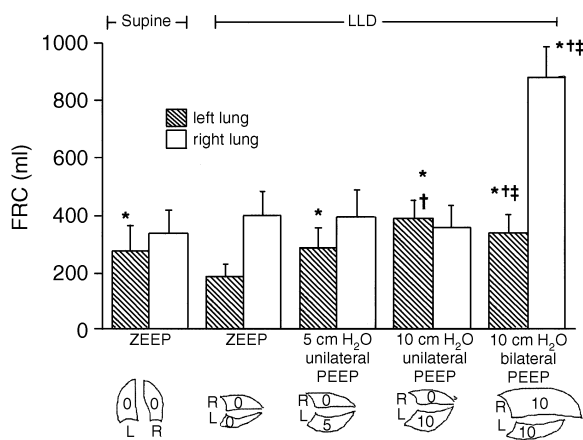 Supine LLD
1000
800
600
400
200
0
FRC (ml)
left lung
right lung
*
*
*
†
*†‡
*†‡
ZEEP
ZEEP
5 cm H₂O
unilateral
PEEP
10 cm H₂O
unilateral
PEEP
10 cm H₂O
bilateral
PEEP
0 0
L R
R 0
L 0
R 0
L 5
R 0
L 10
R 10
L 10